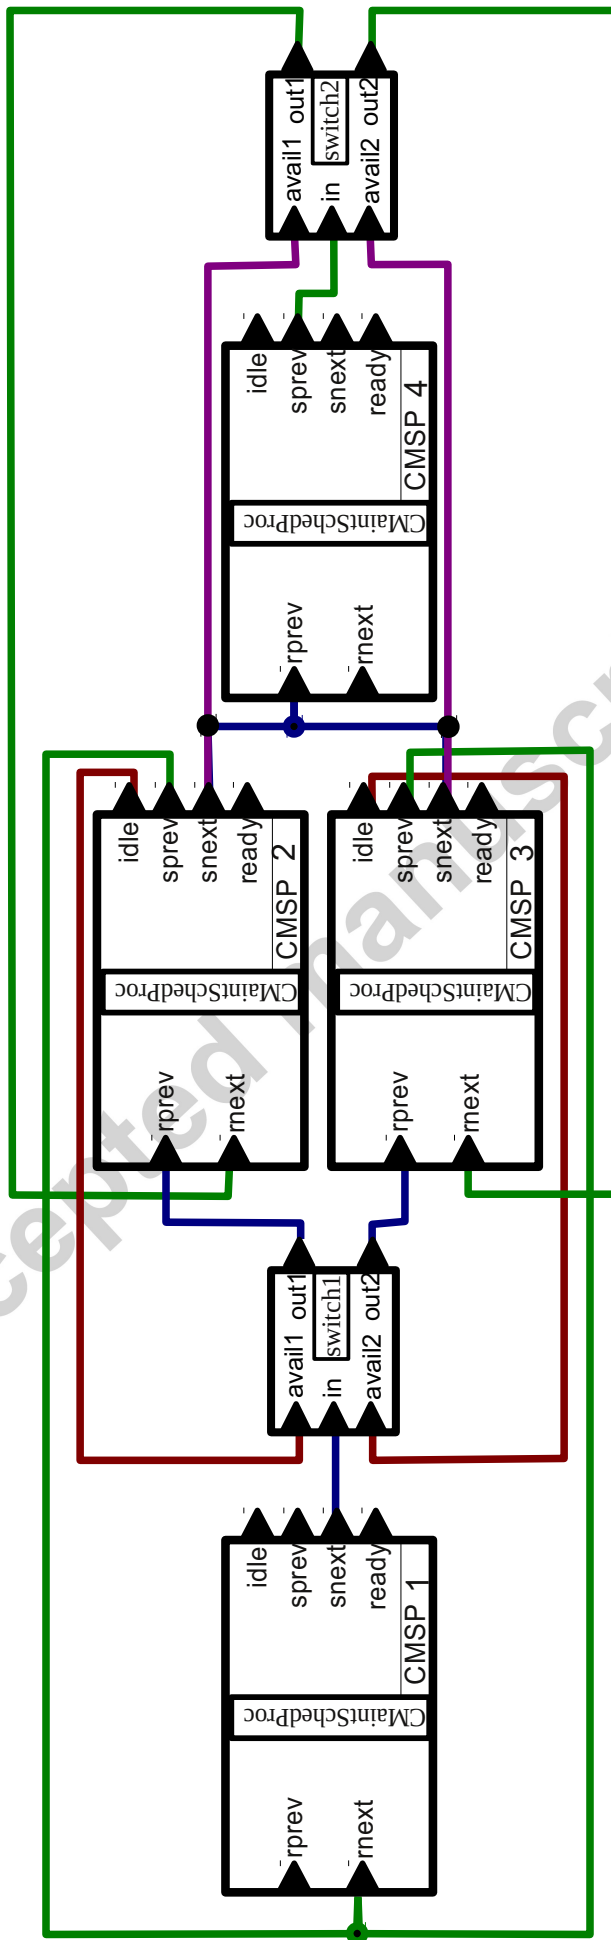 out1 out2
switch2
avail1 in avail2
idle sprev snext ready
CMSP 4
CMaintSchedProc
rprev rnext
idle sprev snext ready
CMSP 2
CMaintSchedProc
rprev rnext
idle sprev snext ready
CMSP 3
CMaintSchedProc
rprev rnext
out1 out2
switch1
avail1 in avail2
idle sprev snext ready
CMSP 1
CMaintSchedProc
rprev rnext
cepted manuscr